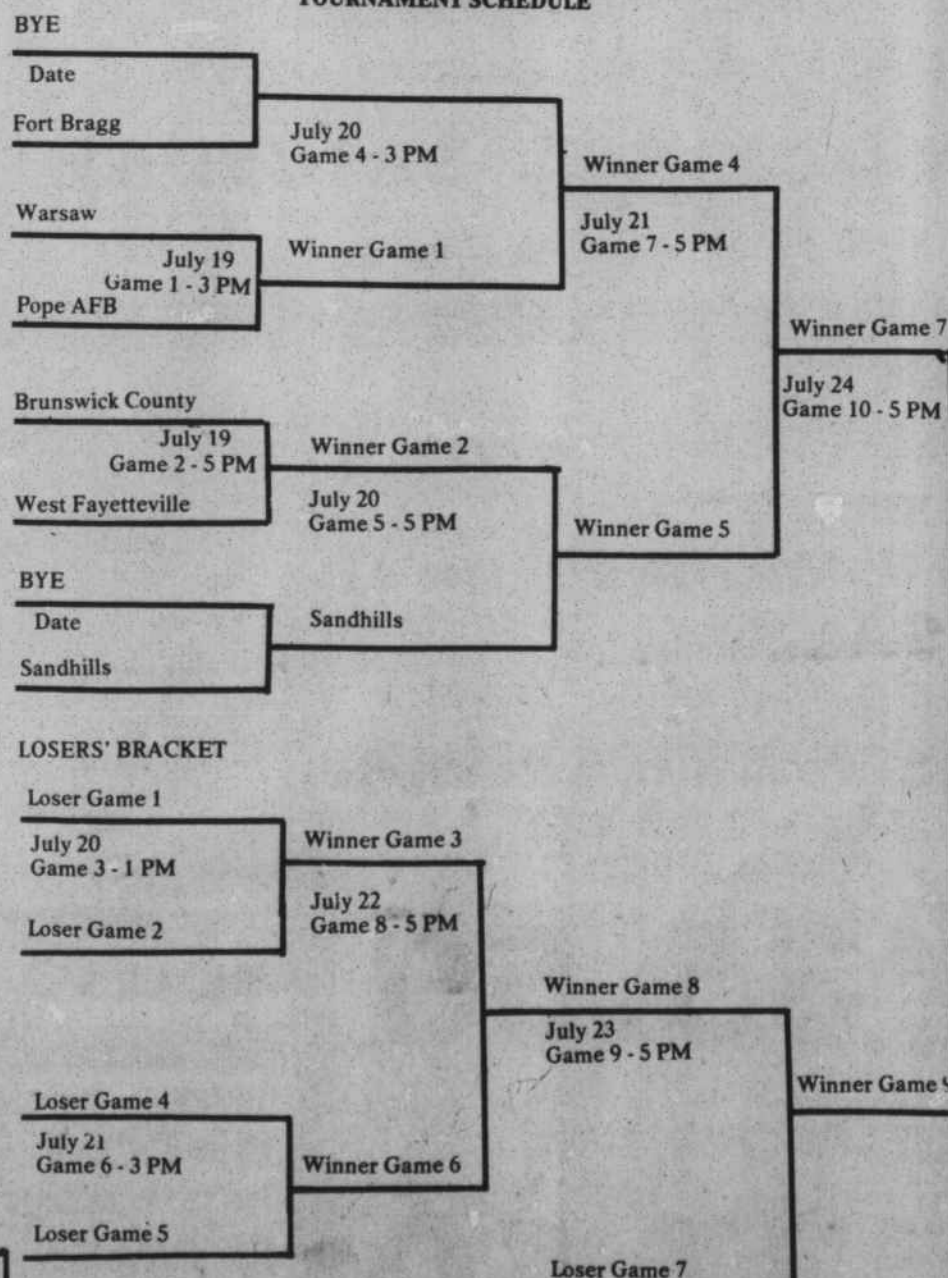 TOURNAMENT SCHEDULE
BYE
Date
Fort Bragg
July 20
Game 4 - 3 PM
Winner Game 4
Warsaw
July 19
Game 1 - 3 PM
Pope AFB
Winner Game 1
July 21
Game 7 - 5 PM
Winner Game 7
July 24
Game 10 - 5 PM
Brunswick County
July 19
Game 2 - 5 PM
West Fayetteville
Winner Game 2
July 20
Game 5 - 5 PM
Winner Game 5
BYE
Date
Sandhills
Sandhills
LOSERS' BRACKET
Loser Game 1
July 20
Game 3 - 1 PM
Loser Game 2
Winner Game 3
July 22
Game 8 - 5 PM
Winner Game 8
July 23
Game 9 - 5 PM
Winner Game 9
Loser Game 4
July 21
Game 6 - 3 PM
Loser Game 5
Winner Game 6
Loser Game 7